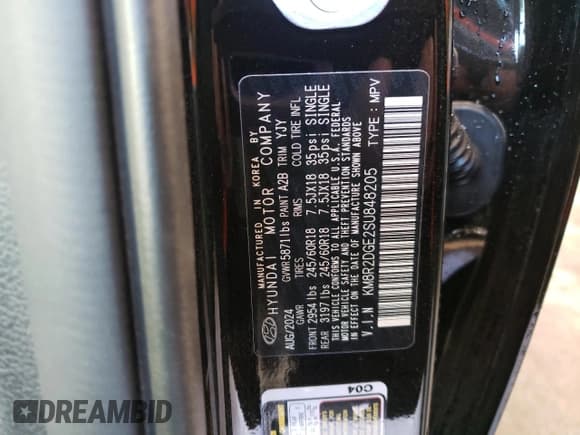 MANUFACTURED IN KOREA BY
HYUNDAI MOTOR COMPANY
AUG/2024 GVWR 5871 lbs PAINT A2B TRIM YJY
GAWR TIRES RIMS COLD TIRE INFL
FRONT 2954 lbs 245/60R18 7.5JX18 35psi SINGLE
REAR 3197 lbs 245/60R18 7.5JX18 35psi SINGLE
THIS VEHICLE CONFORMS TO ALL APPLICABLE U.S.A. FEDERAL
MOTOR VEHICLE SAFETY AND THEFT PREVENTION STANDARDS
IN EFFECT ON THE DATE OF MANUFACTURE SHOWN ABOVE
V.I.N KM8R2DGE2SU848205 TYPE : MPV
C04
DREAMBID